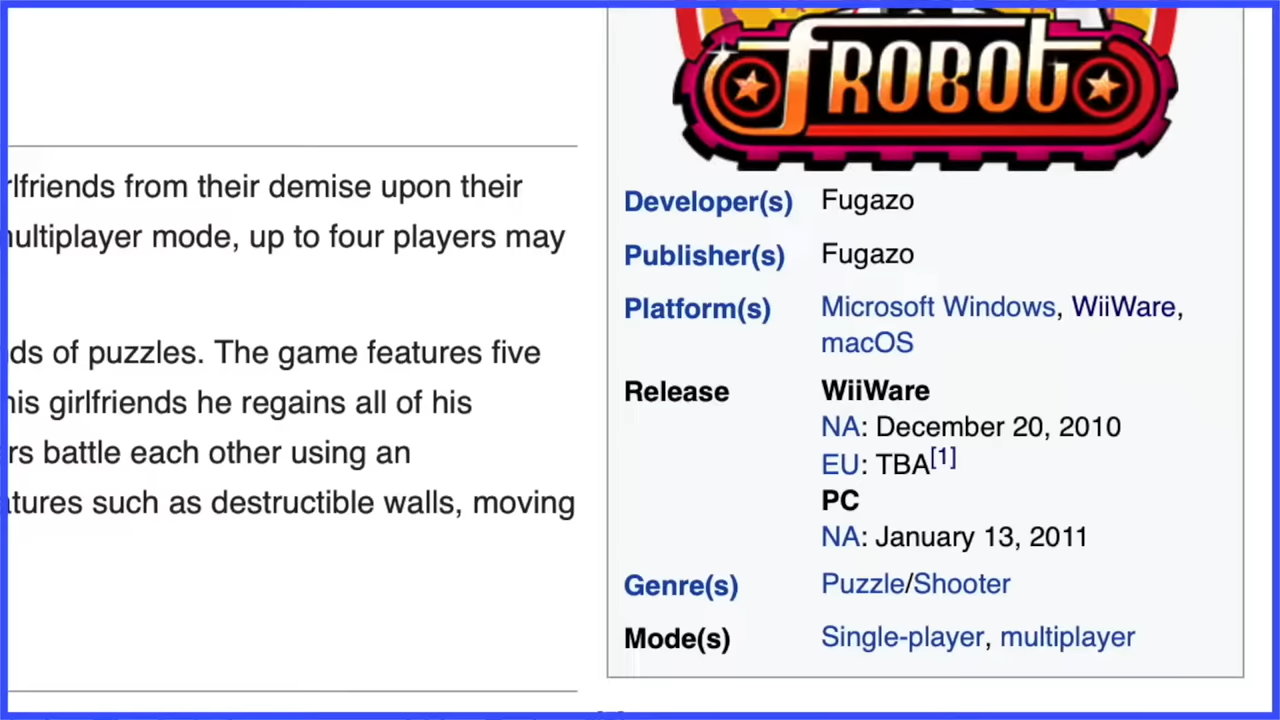 fROBOT
rlfriends from their demise upon their
nultiplayer mode, up to four players may
ds of puzzles. The game features five
his girlfriends he regains all of his
rs battle each other using an
atures such as destructible walls, moving
Developer(s) Fugazo
Publisher(s) Fugazo
Platform(s) Microsoft Windows, WiiWare,
macOS
Release WiiWare
NA: December 20, 2010
EU: TBA[1]
PC
NA: January 13, 2011
Genre(s) Puzzle/Shooter
Mode(s) Single-player, multiplayer